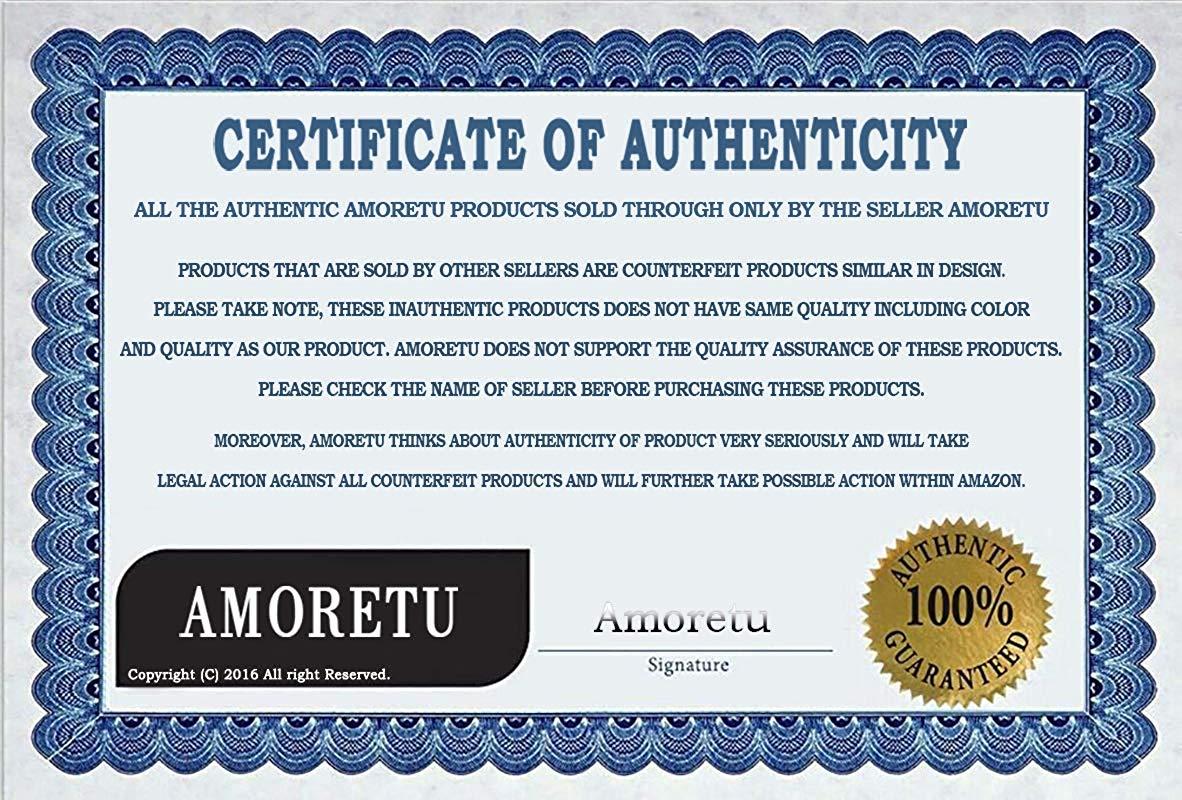 CERTIFICATE OF AUTHENTICITY
ALL THE AUTHENTIC AMORETU PRODUCTS SOLD THROUGH ONLY BY THE SELLER AMORETU
PRODUCTS THAT ARE SOLD BY OTHER SELLERS ARE COUNTERFEIT PRODUCTS SIMILAR IN DESIGN.
PLEASE TAKE NOTE, THESE INAUTHENTIC PRODUCTS DOES NOT HAVE SAME QUALITY INCLUDING COLOR
AND QUALITY AS OUR PRODUCT. AMORETU DOES NOT SUPPORT THE QUALITY ASSURANCE OF THESE PRODUCTS.
PLEASE CHECK THE NAME OF SELLER BEFORE PURCHASING THESE PRODUCTS.
MOREOVER, AMORETU THINKS ABOUT AUTHENTICITY OF PRODUCT VERY SERIOUSLY AND WILL TAKE
LEGAL ACTION AGAINST ALL COUNTERFEIT PRODUCTS AND WILL FURTHER TAKE POSSIBLE ACTION WITHIN AMAZON.
AMORETU
Copyright (C) 2016 All right Reserved.
Amoretu
Signature
AUTHENTIC
100%
GUARANTEED